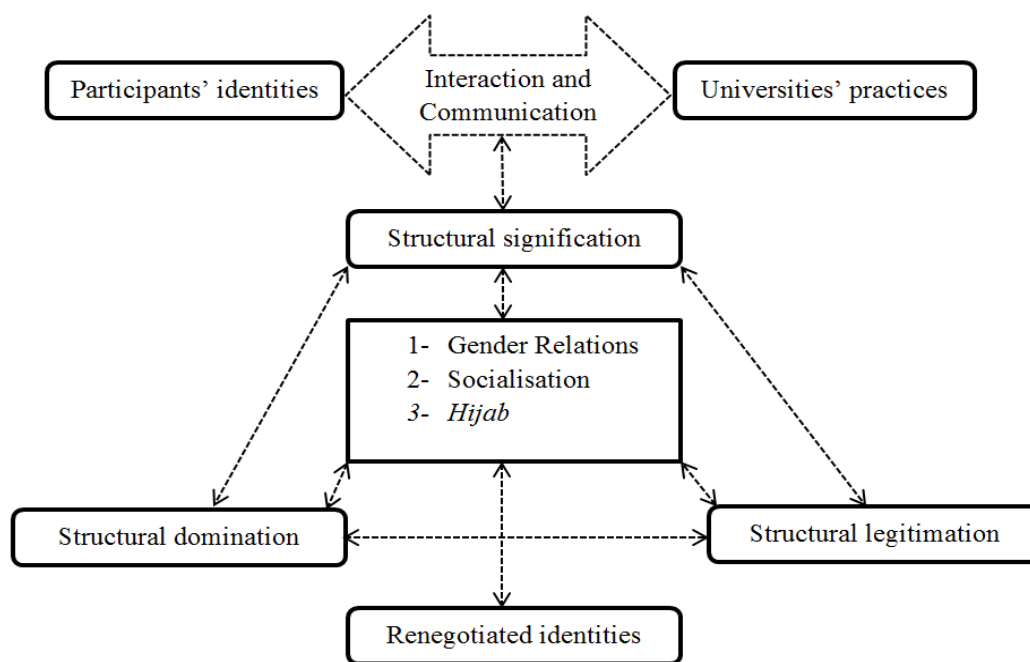 Participants’ identities
Interaction and
Communication
Universities’ practices
Structural signification
1- Gender Relations
2- Socialisation
3- Hijab
Structural domination
Structural legitimation
Renegotiated identities